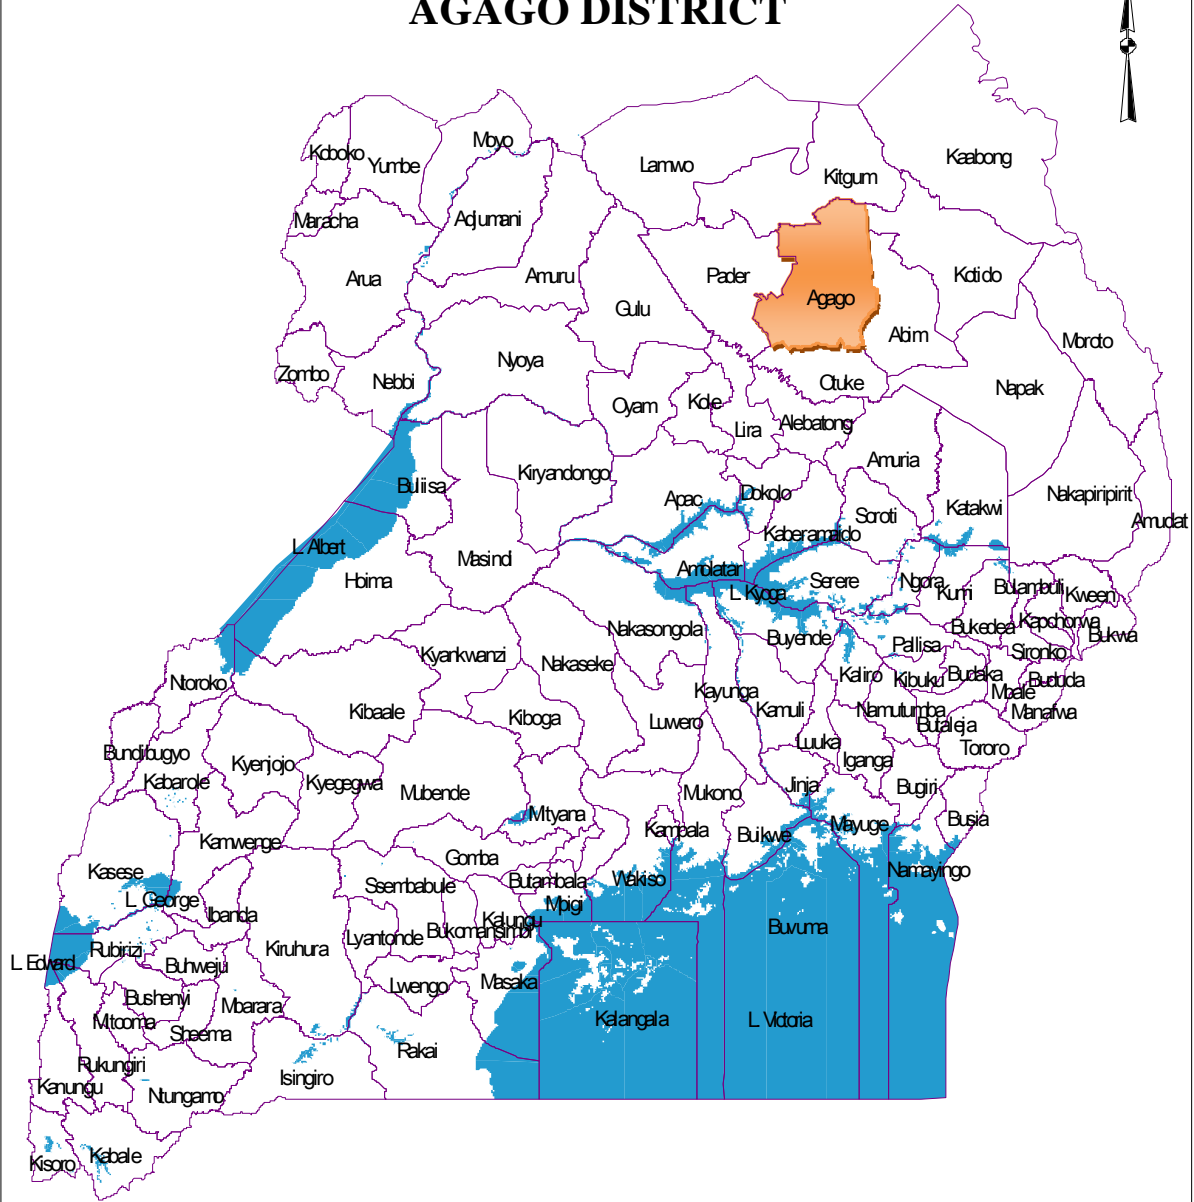 AGAGO DISTRICT
Moyo
Koboko
Yumbe
Lamwo
Kaabong
Kitgum
Maracha
Adjumani
Arua
Amuru
Pader
Kotido
Agago
Gulu
Abim
Moroto
Nyoya
Zombo
Nebbi
Otuke
Napak
Oyam
Kole
Lira
Alebatong
Amuria
Kiryandongo
Buliisa
Apac
Dokolo
Nakapiripirit
Katakwi
Soroti
Amudat
Kaberamaido
L. Albert
Masindi
Hoima
Amolatar
Serere
Ngora
Kumi
Bulambuli
Kween
L. Kyoga
Nakasongola
Buyende
Bukedea
Kapchorwa
Bukwa
Pallisa
Sironko
Kyankwanzi
Nakaseke
Kaliro
Kibuku
Budaka
Bududa
Mbale
Ntoroko
Kayunga
Kamuli
Namutumba
Manafwa
Kibaale
Kiboga
Luwero
Butaleja
Luuka
Tororo
Bundibugyo
Kyenjojo
Iganga
Kabarole
Kyegegwa
Mubende
Mukono
Jinja
Bugiri
Mityana
Kampala
Buikwe
Mayuge
Busia
Kamwenge
Gomba
Kasese
Ssembabule
Butambala
Wakiso
Namayingo
L. George
Ibanda
Mpigi
Kalungu
Bukomansimbi
Lyantonde
Kiruhura
Buvuma
Rubirizi
L. Edward
Buhweju
Lwengo
Masaka
Bushenyi
Mbarara
Mitooma
Sheema
Kalangala
L. Victoria
Rakai
Rukungiri
Isingiro
Kanungu
Ntungamo
Kabale
Kisoro